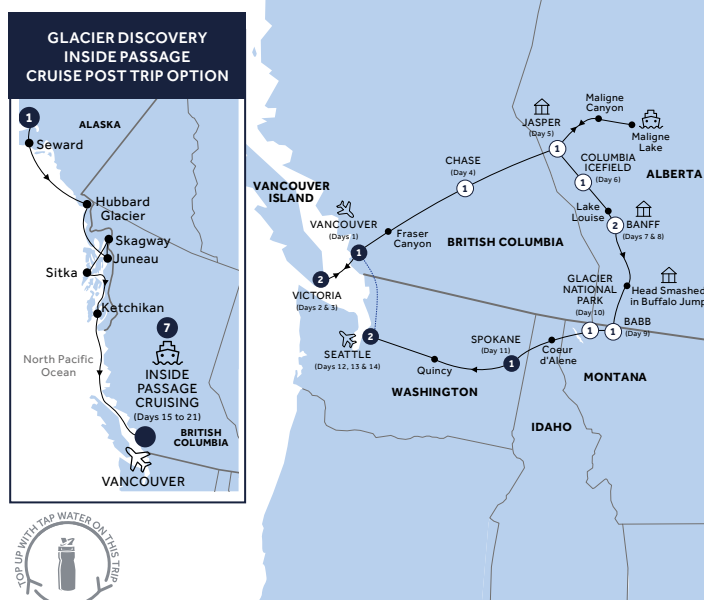 GLACIER DISCOVERY
INSIDE PASSAGE
CRUISE POST TRIP OPTION
1
ALASKA
Seward
Hubbard
Glacier
Skagway
Juneau
Sitka
Ketchikan
7
North Pacific
Ocean
INSIDE
PASSAGE
CRUISING
(Days 15 to 21)
BRITISH
COLUMBIA
VANCOUVER
TOP UP WITH TAP WATER ON THIS TRIP
Maligne
Canyon
JASPER
(Day 5)
Maligne
Lake
1
CHASE
(Day 4)
1
COLUMBIA
ICEFIELD
(Day 6)
1
ALBERTA
VANCOUVER
ISLAND
Lake
Louise
2
BANFF
(Days 7 & 8)
VANCOUVER
(Days 1)
Fraser
Canyon
1
BRITISH COLUMBIA
2
VICTORIA
(Days 2 & 3)
GLACIER
NATIONAL
PARK
(Day 10)
Head Smashed
in Buffalo Jump
1
1
BABB
(Day 9)
2
SEATTLE
(Days 12, 13 & 14)
SPOKANE
(Day 11)
1
Coeur
d'Alene
Quincy
MONTANA
WASHINGTON
IDAHO